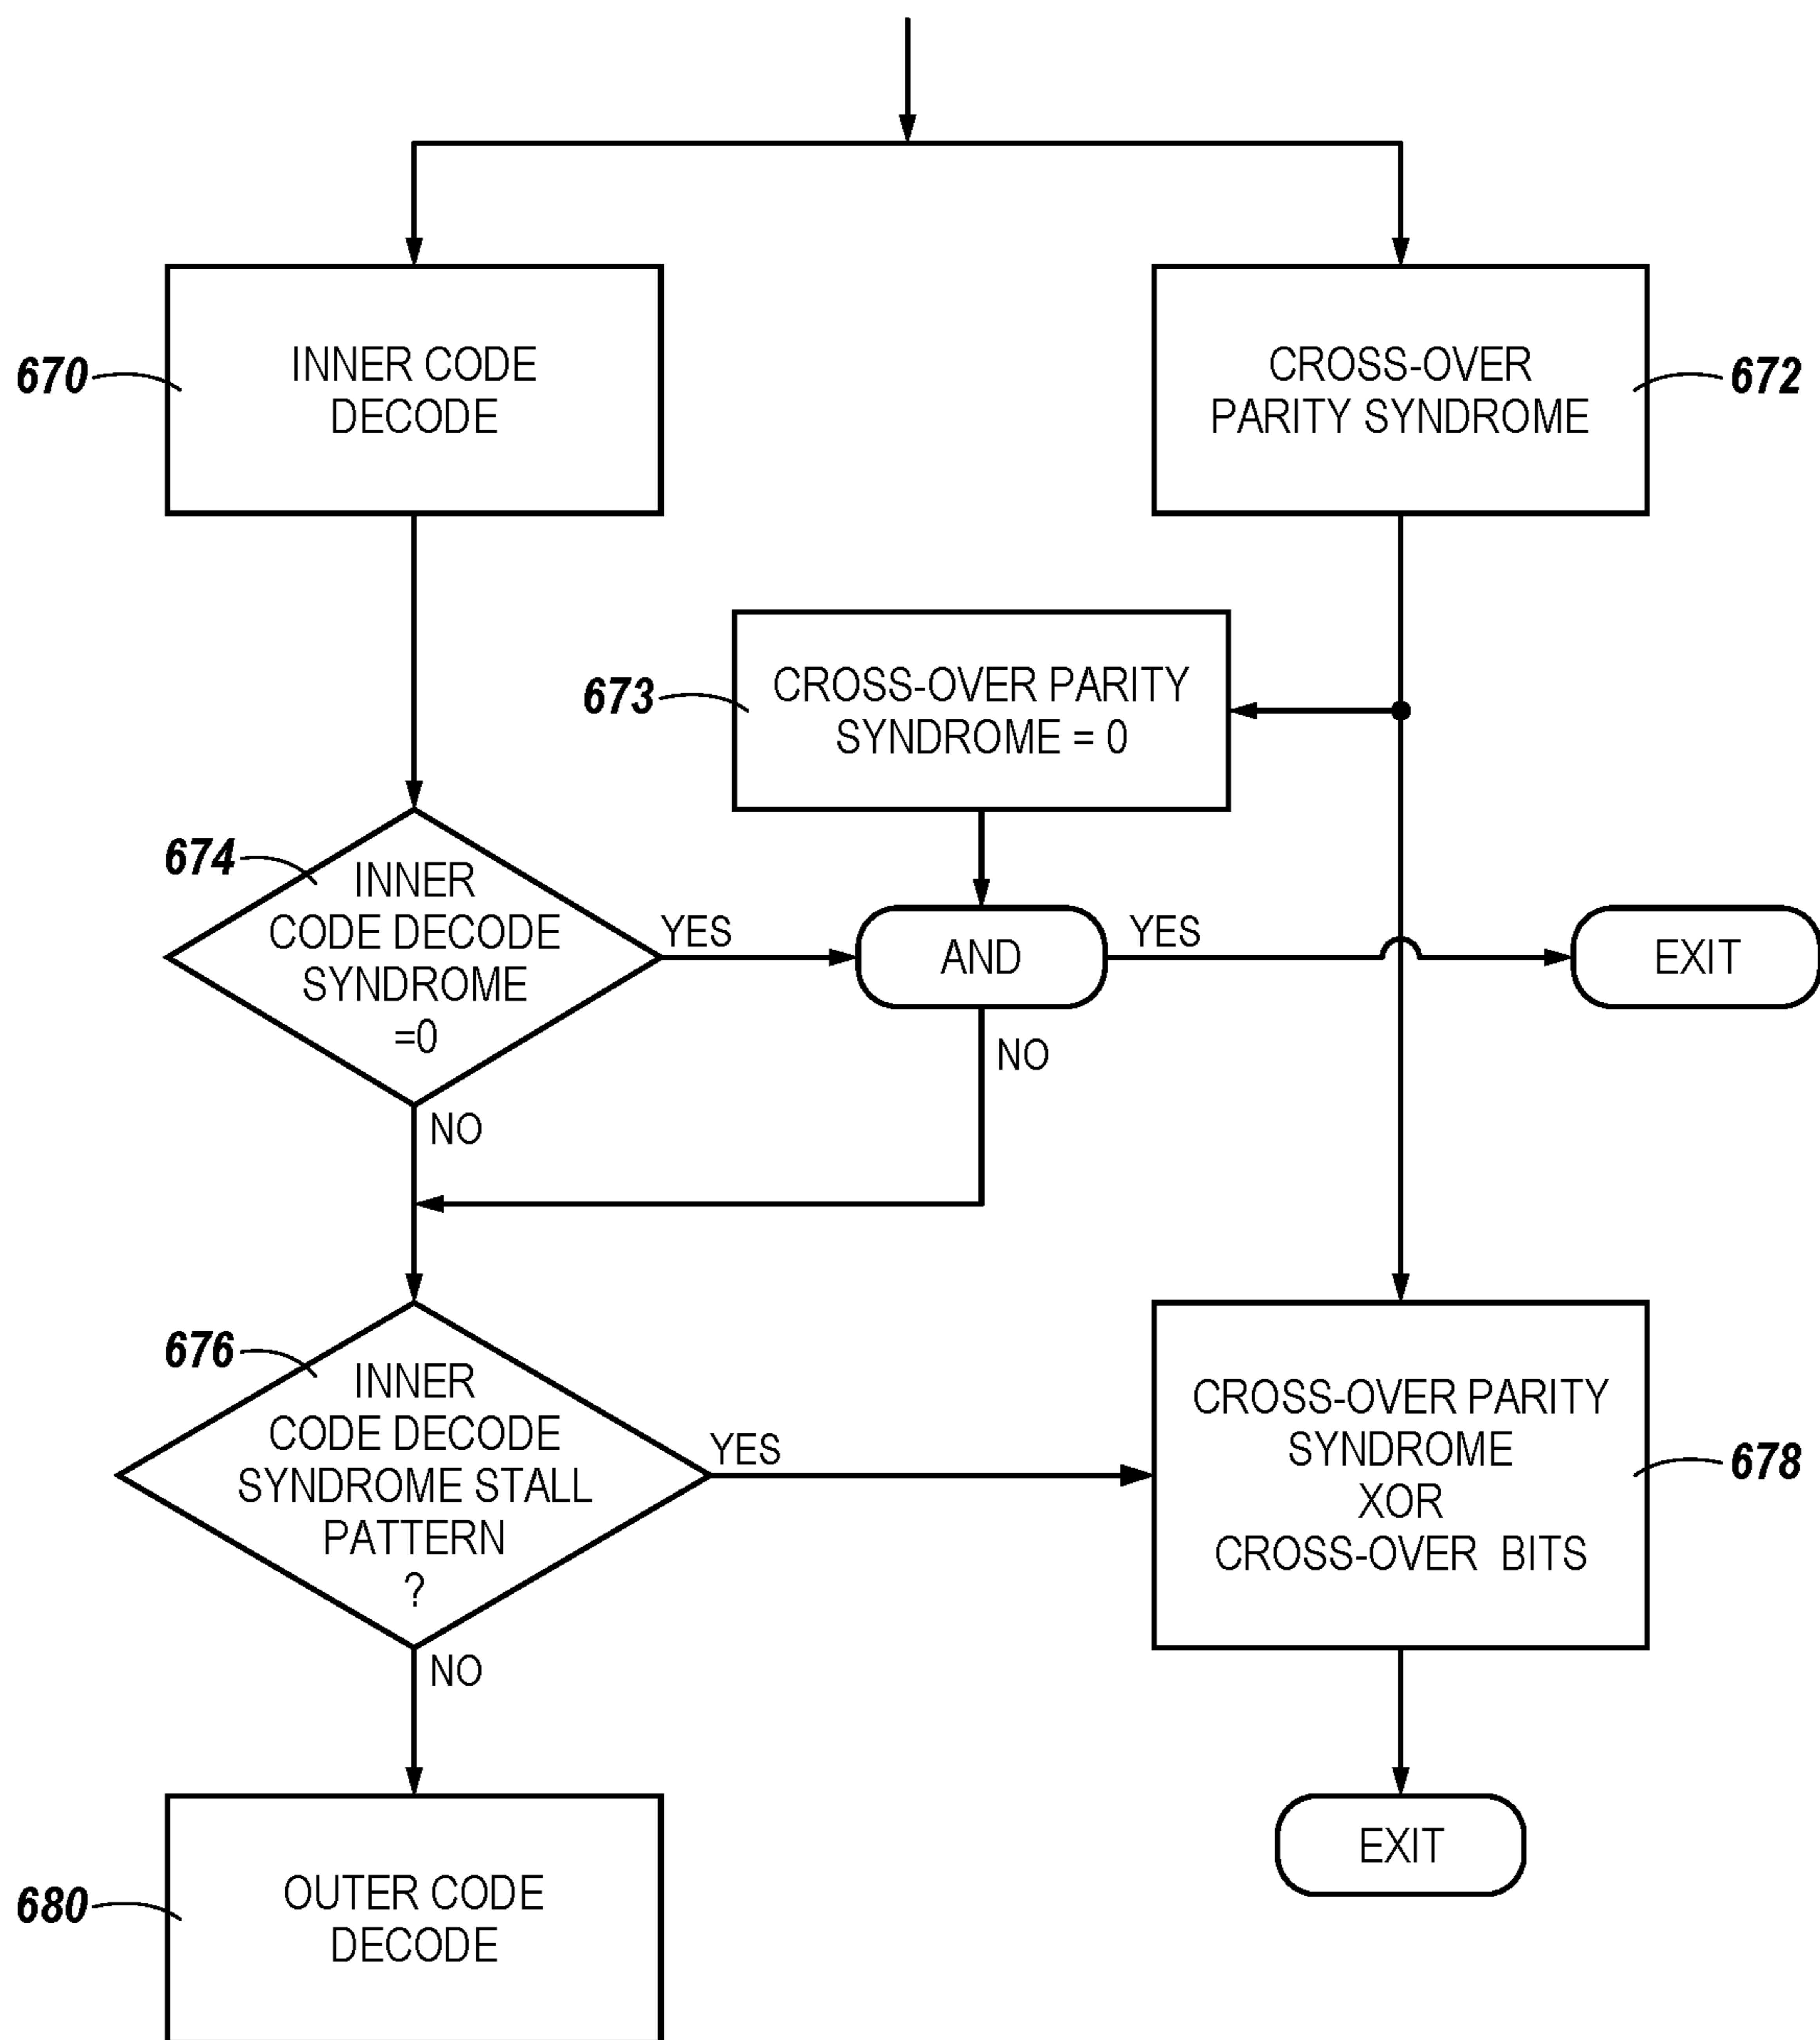 670
INNER CODE
DECODE
CROSS-OVER
PARITY SYNDROME
672
673
CROSS-OVER PARITY
SYNDROME = 0
674
INNER
CODE DECODE
SYNDROME
=0
YES
AND
YES
EXIT
NO
NO
676
INNER
CODE DECODE
SYNDROME STALL
PATTERN
?
YES
CROSS-OVER PARITY
SYNDROME
XOR
CROSS-OVER BITS
678
NO
EXIT
680
OUTER CODE
DECODE